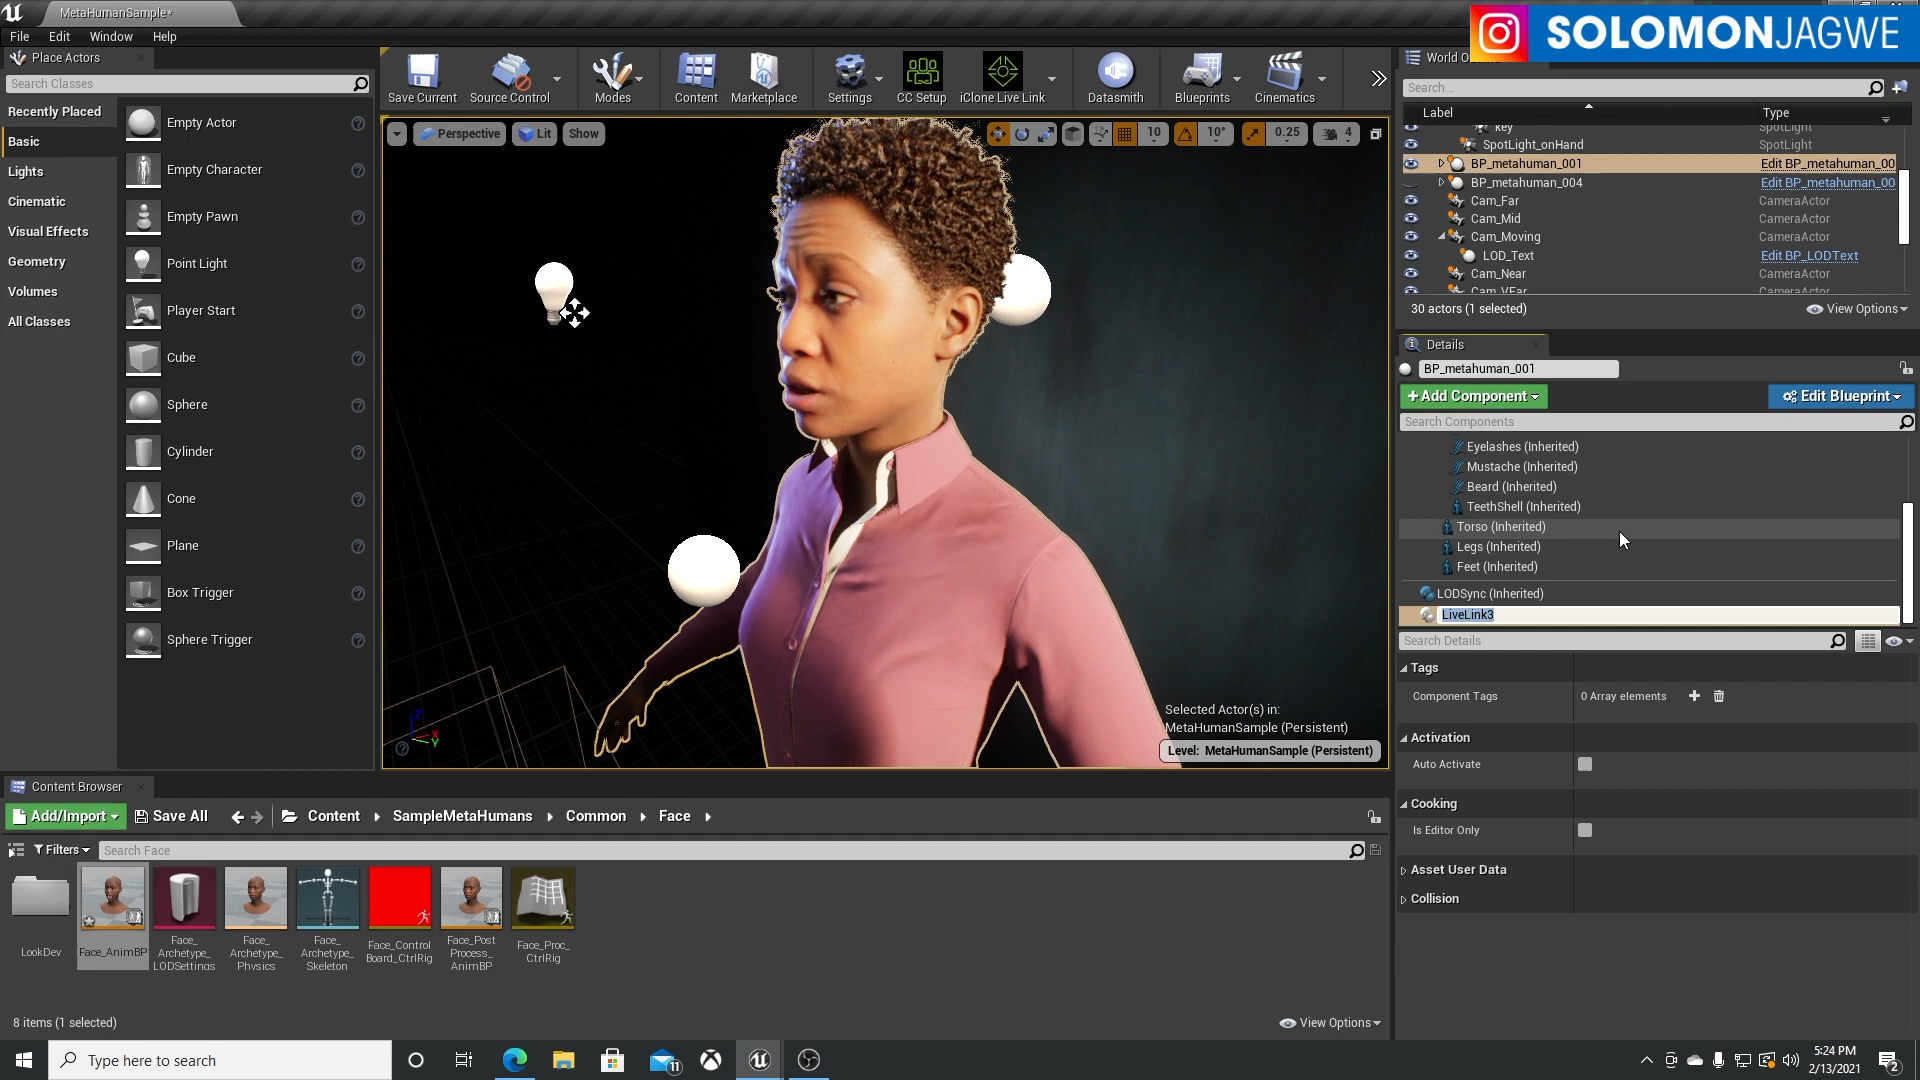 MetaHumanSample*
SOLOMONJAGWE
File Edit Window Help
Place Actors
Search Classes
Recently Placed
Basic
Lights
Cinematic
Visual Effects
Geometry
Volumes
All Classes
Empty Actor
Empty Character
Empty Pawn
Point Light
Player Start
Cube
Sphere
Cylinder
Cone
Plane
Box Trigger
Sphere Trigger
Save Current
Source Control
Modes
Content
Marketplace
Settings
CC Setup
iClone Live Link
Datasmith
Blueprints
Cinematics
Perspective
Lit
Show
10
10°
0.25
4
Selected Actor(s) in:
MetaHumanSample (Persistent)
Level: MetaHumanSample (Persistent)
World O
Search...
Label Type
key SpotLight
SpotLight_onHand SpotLight
BP_metahuman_001 Edit BP_metahuman_00
BP_metahuman_004 Edit BP_metahuman_00
Cam_Far CameraActor
Cam_Mid CameraActor
Cam_Moving CameraActor
LOD_Text Edit BP_LODText
Cam_Near CameraActor
Cam_VFar CameraActor
30 actors (1 selected)
View Options
Details
BP_metahuman_001
+Add Component
Edit Blueprint
Search Components
Eyelashes (Inherited)
Mustache (Inherited)
Beard (Inherited)
TeethShell (Inherited)
Torso (Inherited)
Legs (Inherited)
Feet (Inherited)
LODSync (Inherited)
LiveLink3
Search Details
Tags
Component Tags 0 Array elements
Activation
Auto Activate
Cooking
Is Editor Only
Asset User Data
Collision
Content Browser
Add/Import
Save All
Content
SampleMetaHumans
Common
Face
Filters
Search Face
LookDev
Face_AnimBP
Face_
Archetype_
LODSettings
Face_
Archetype_
Physics
Face_
Archetype_
Skeleton
Face_Control
Board_CtrlRig
Face_Post
Process_
AnimBP
Face_Proc_
CtrlRig
8 items (1 selected)
View Options
Type here to search
11
5:24 PM
2/13/2021
2